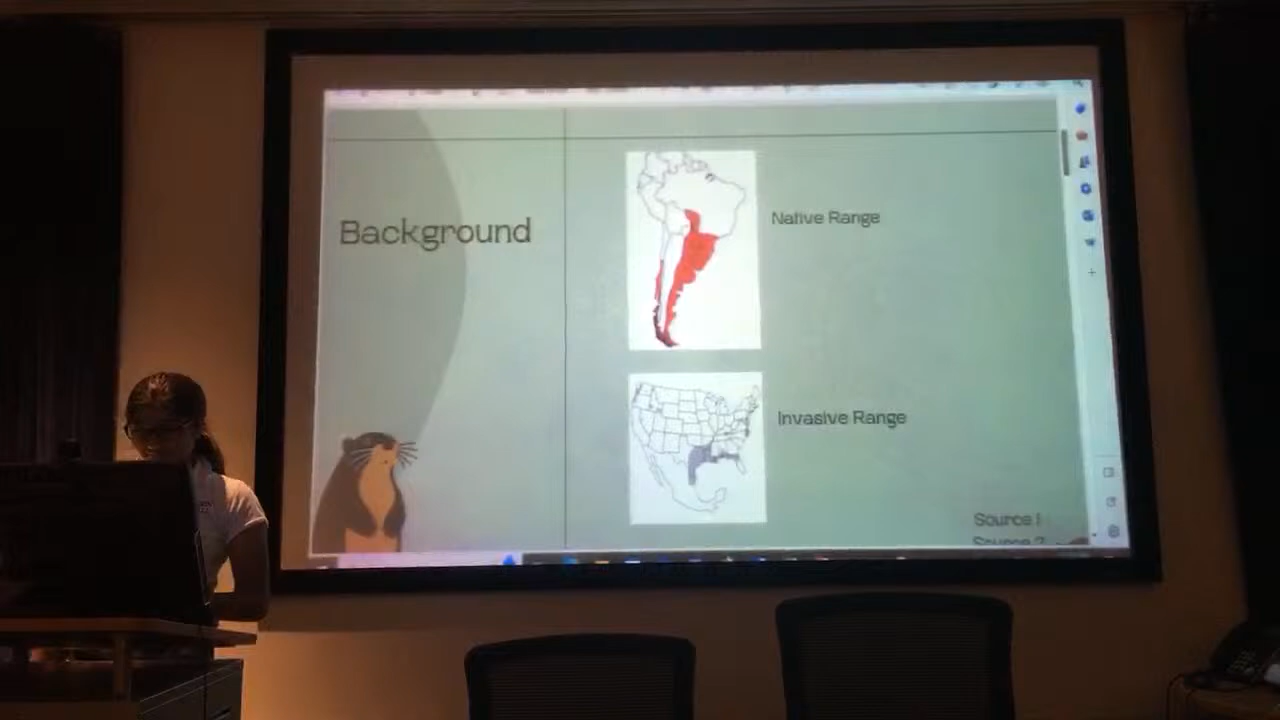 Background
Native Range
Invasive Range
Source 1
Source 2